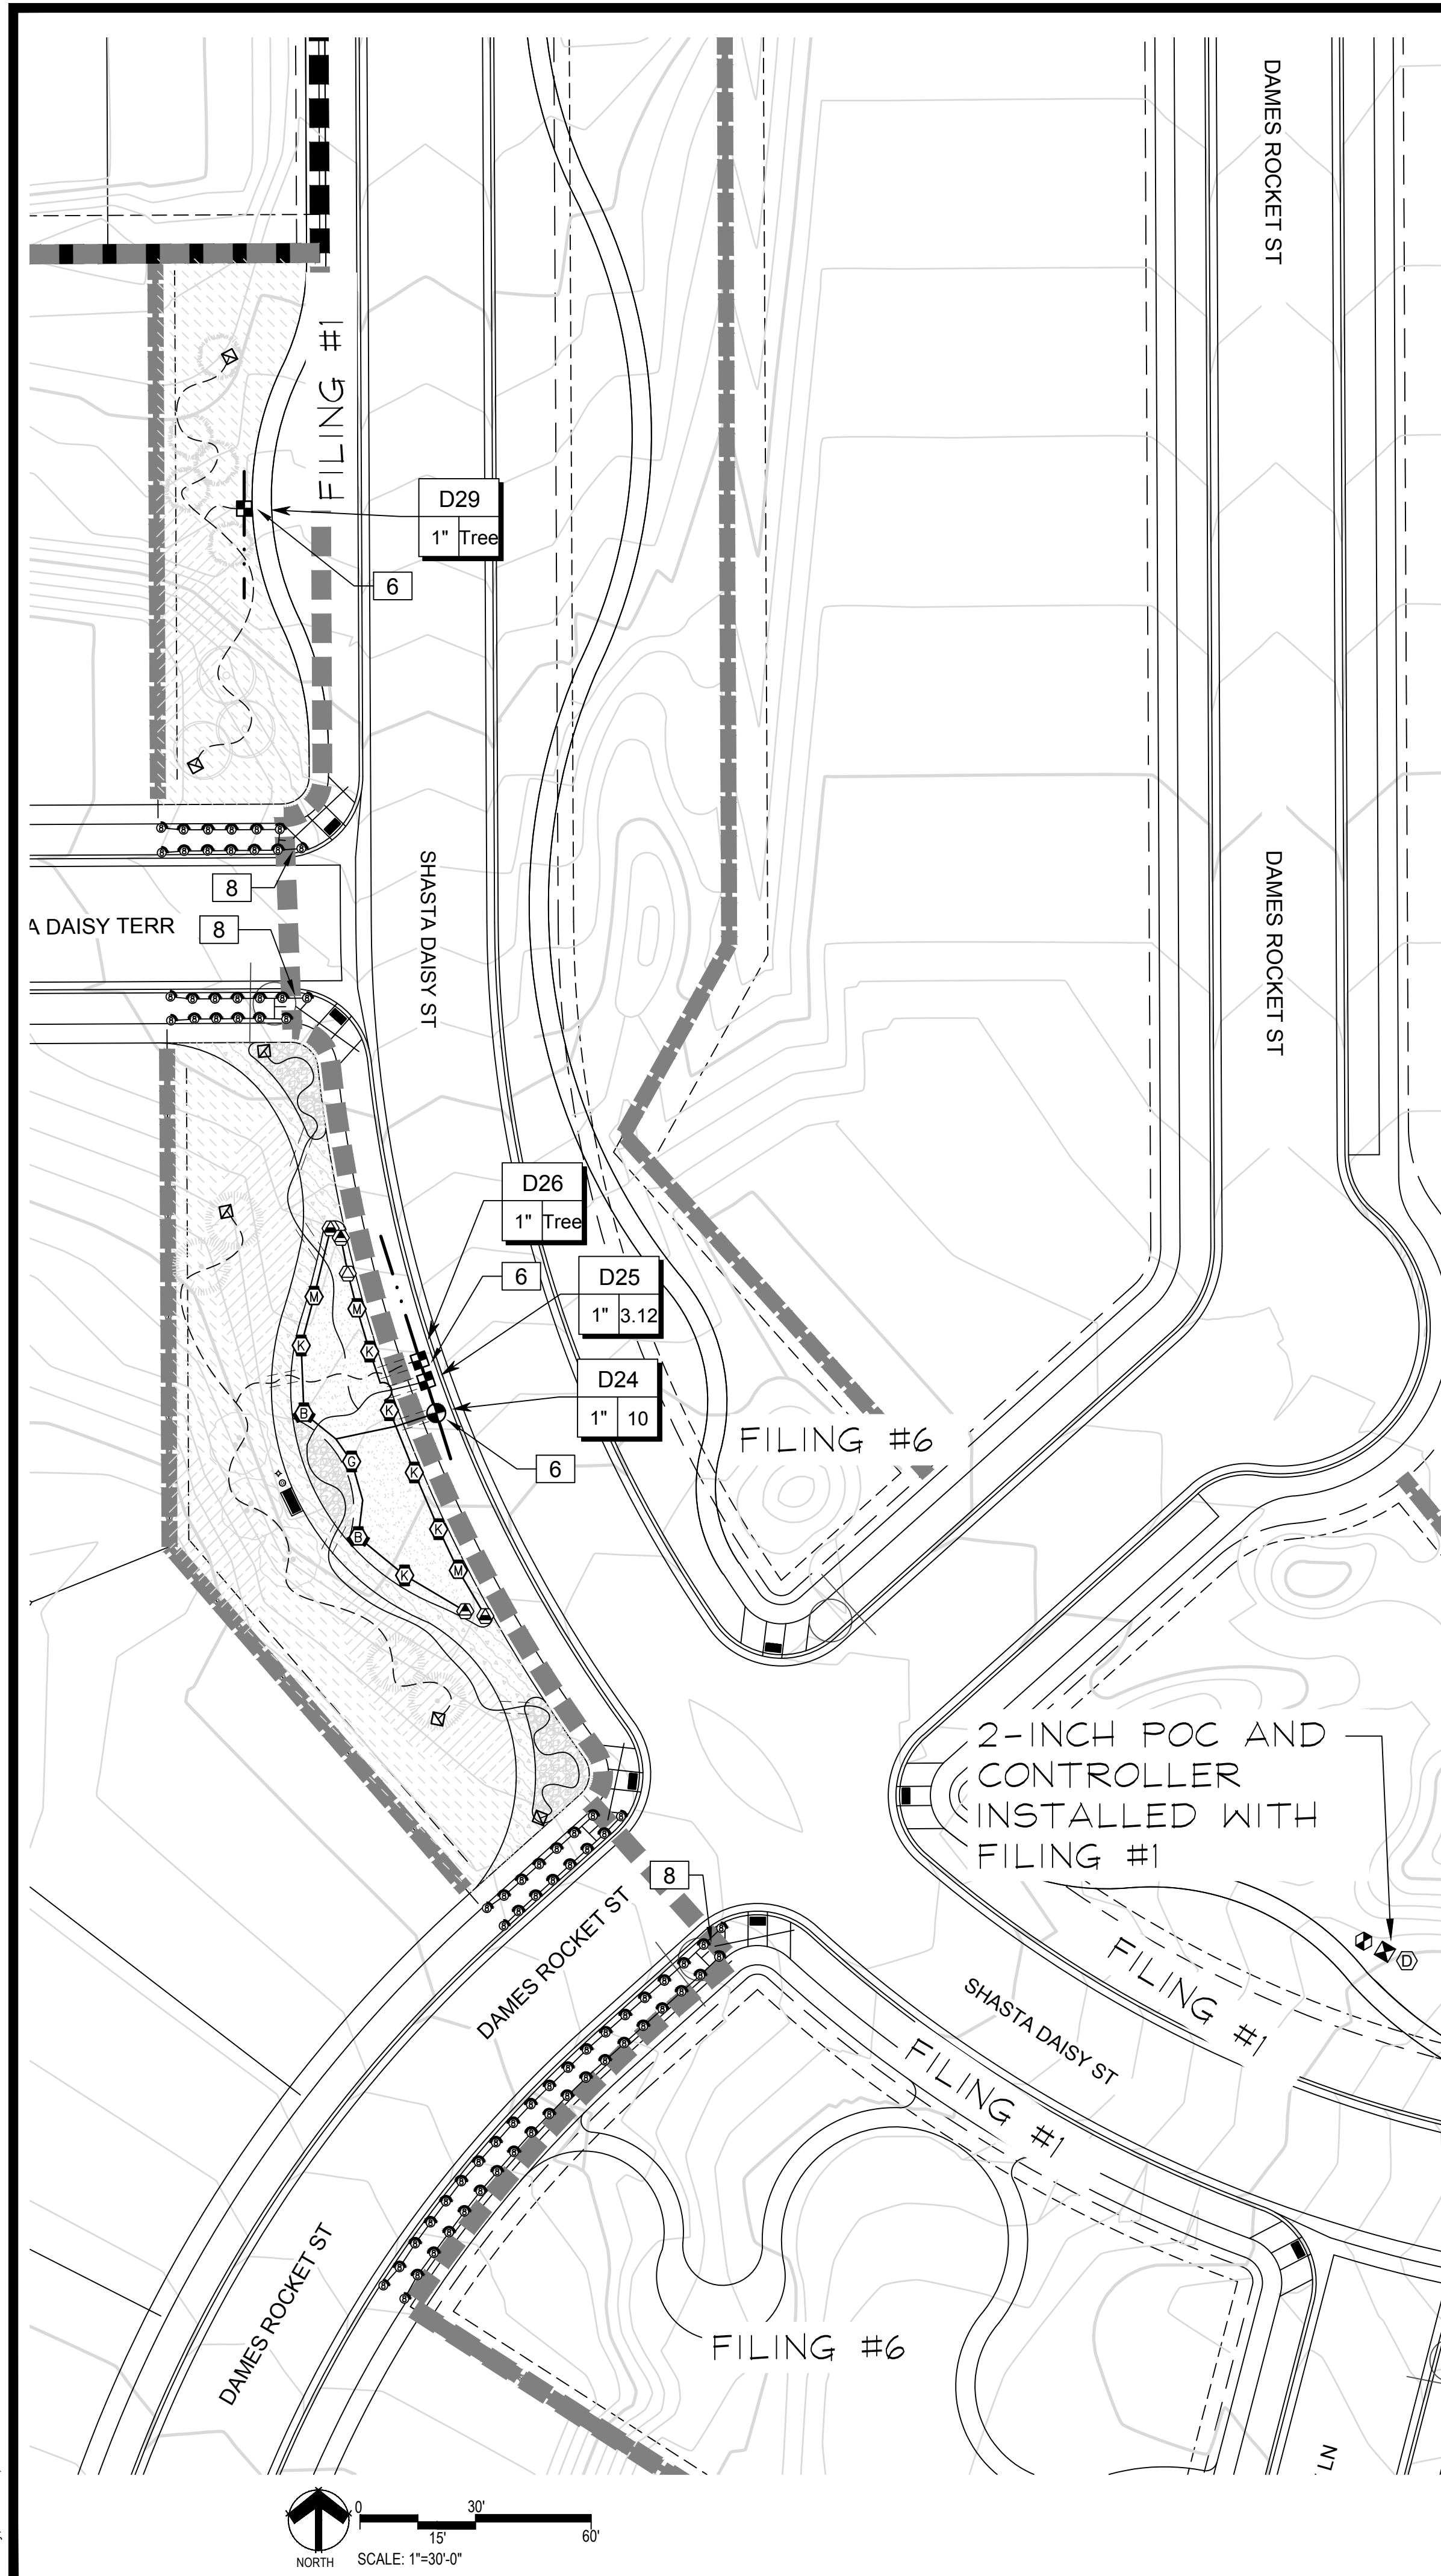 DAMES ROCKET ST
FILING #1
D29
1" Tree
6
8
A DAISY TERR
8
SHASTA DAISY ST
DAMES ROCKET ST
D26
1" Tree
6
D25
1" 3.12
D24
1" 10
6
M
M
K
K
B
K
G
K
B
K
K
M
FILING #6
2-INCH POC AND
CONTROLLER
INSTALLED WITH
FILING #1
8
D
DAMES ROCKET ST
FILING #1
SHASTA DAISY ST
FILING #1
DAMES ROCKET ST
FILING #6
LN
0 30'
15' 60'
NORTH
SCALE: 1"=30'-0"